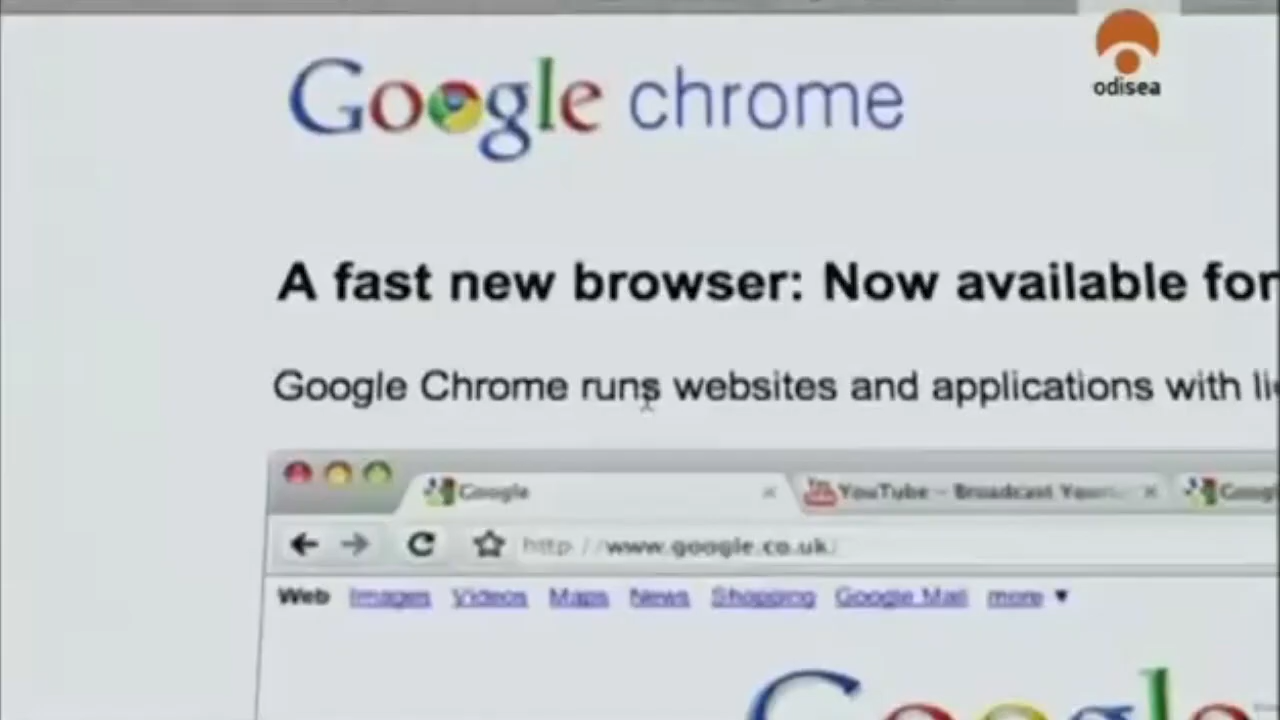 Google chrome
odisea
A fast new browser: Now available for
Google Chrome runs websites and applications with
Google
YouTube - Broadcast
http://www.google.co.uk/
Web Images Videos Maps News Shopping Google Mail more
Google